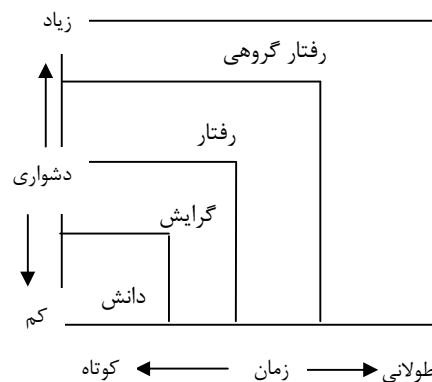 زیاد
رفتار گروهی
رفتار
دشواری
گرایش
دانش
کم
کوتاه
زمان
طولانی